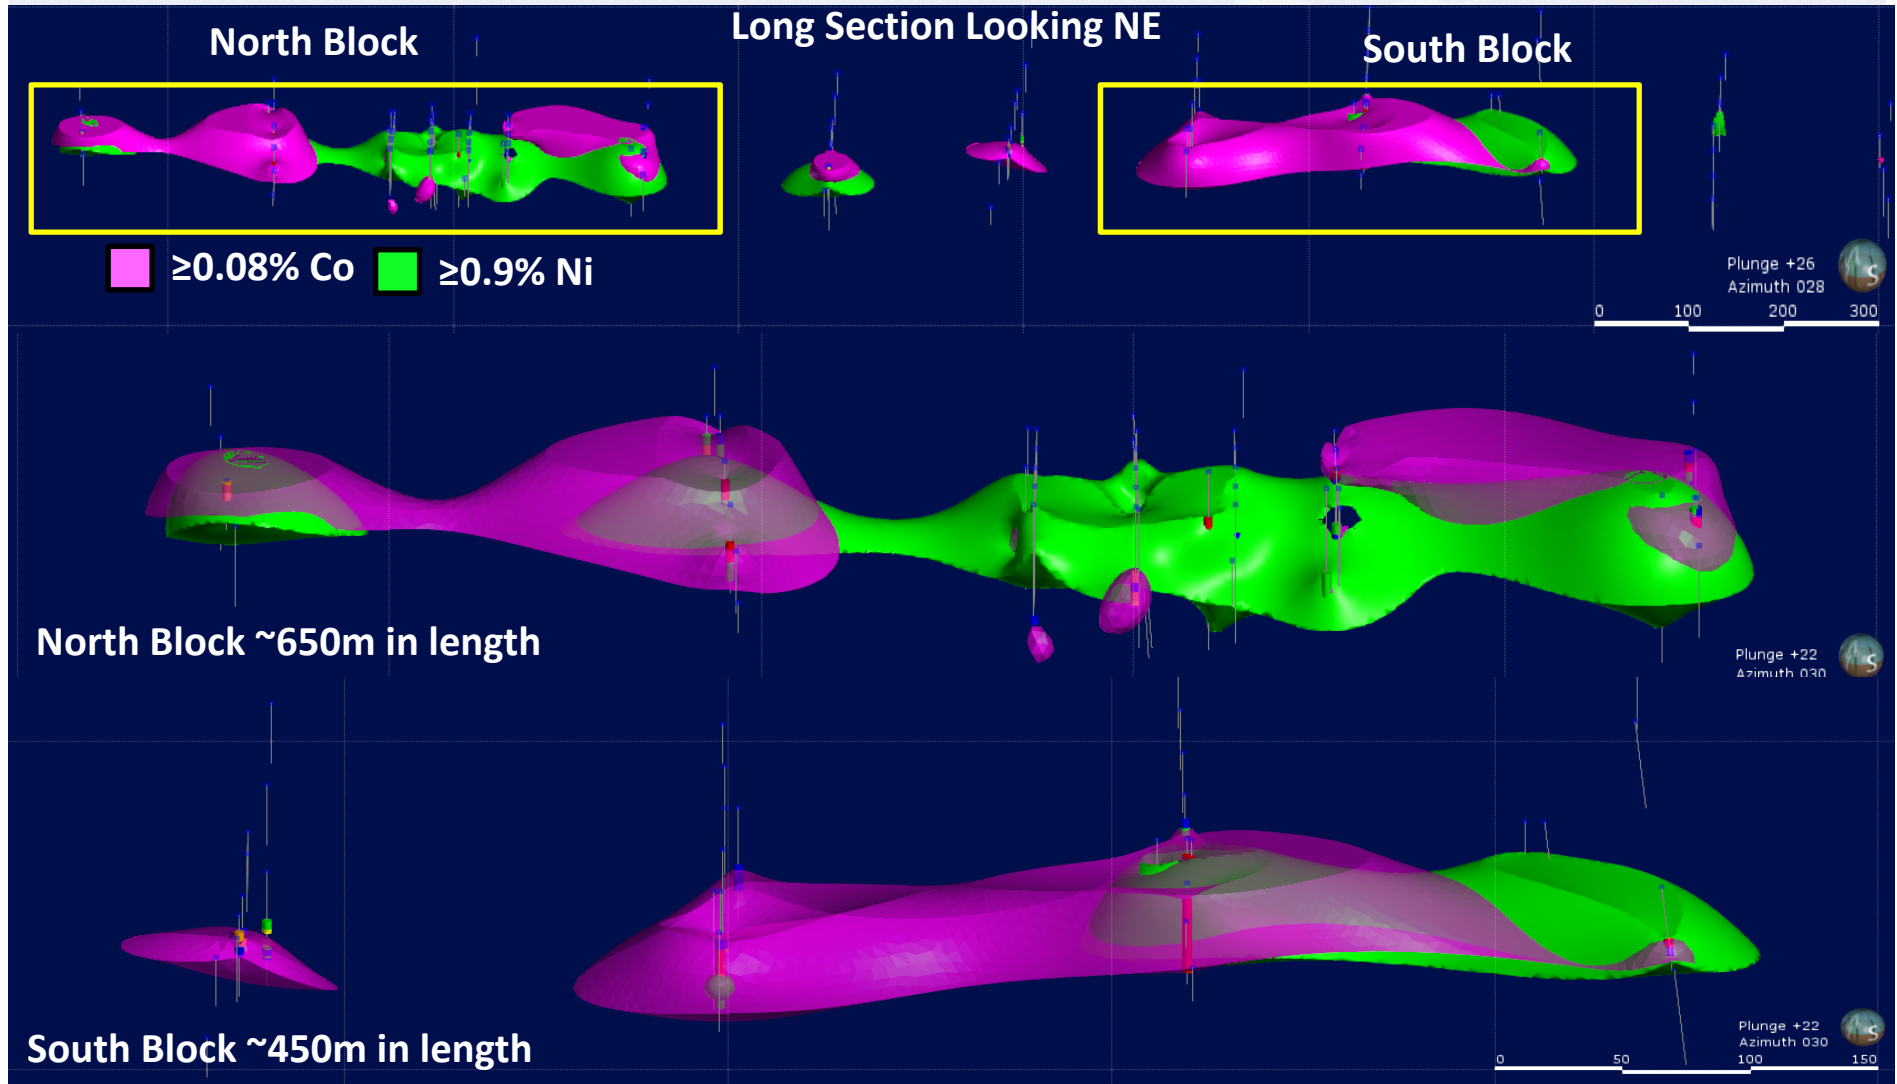 Long Section Looking NE
North Block
South Block
≥0.08% Co
≥0.9% Ni
Plunge +26
Azimuth 028
S
0 100 200 300
North Block ~650m in length
Plunge +22
Azimuth 030
S
South Block ~450m in length
Plunge +22
Azimuth 030
S
0 50 100 150